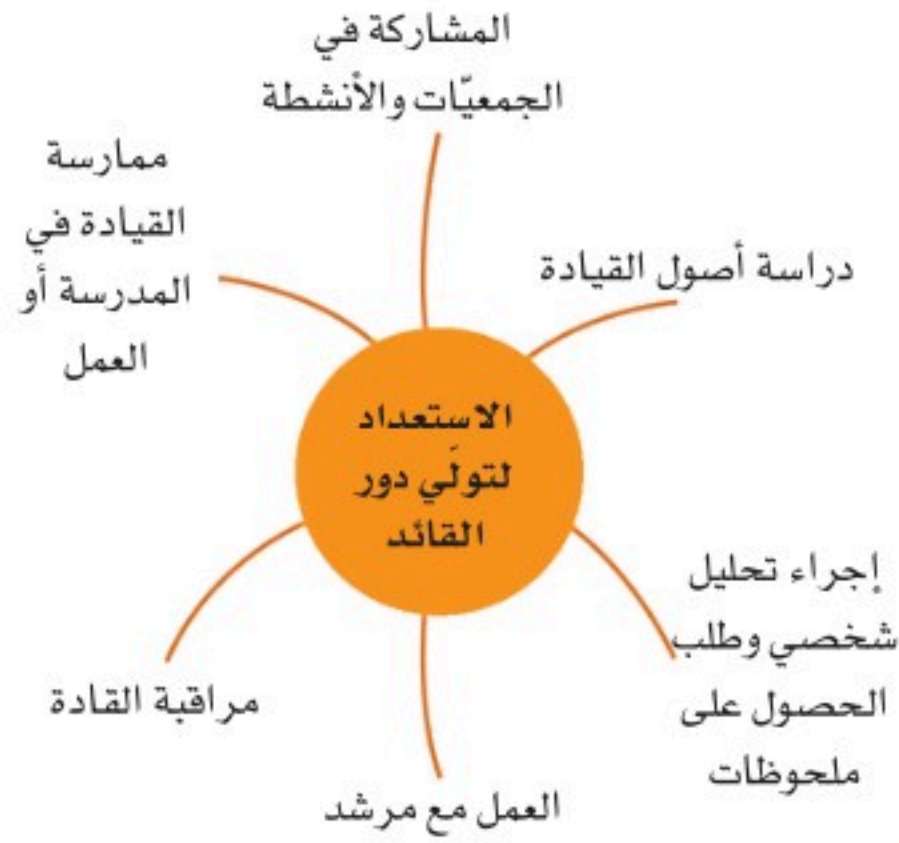 المشاركة في
الجمعيّات والأنشطة
دراسة أصول القيادة
ممارسة
القيادة في
المدرسة أو
العمل
الاستعداد
لتولّي دور
القائد
إجراء تحليل
شخصي وطلب
الحصول على
ملحوظات
مراقبة القادة
العمل مع مرشد